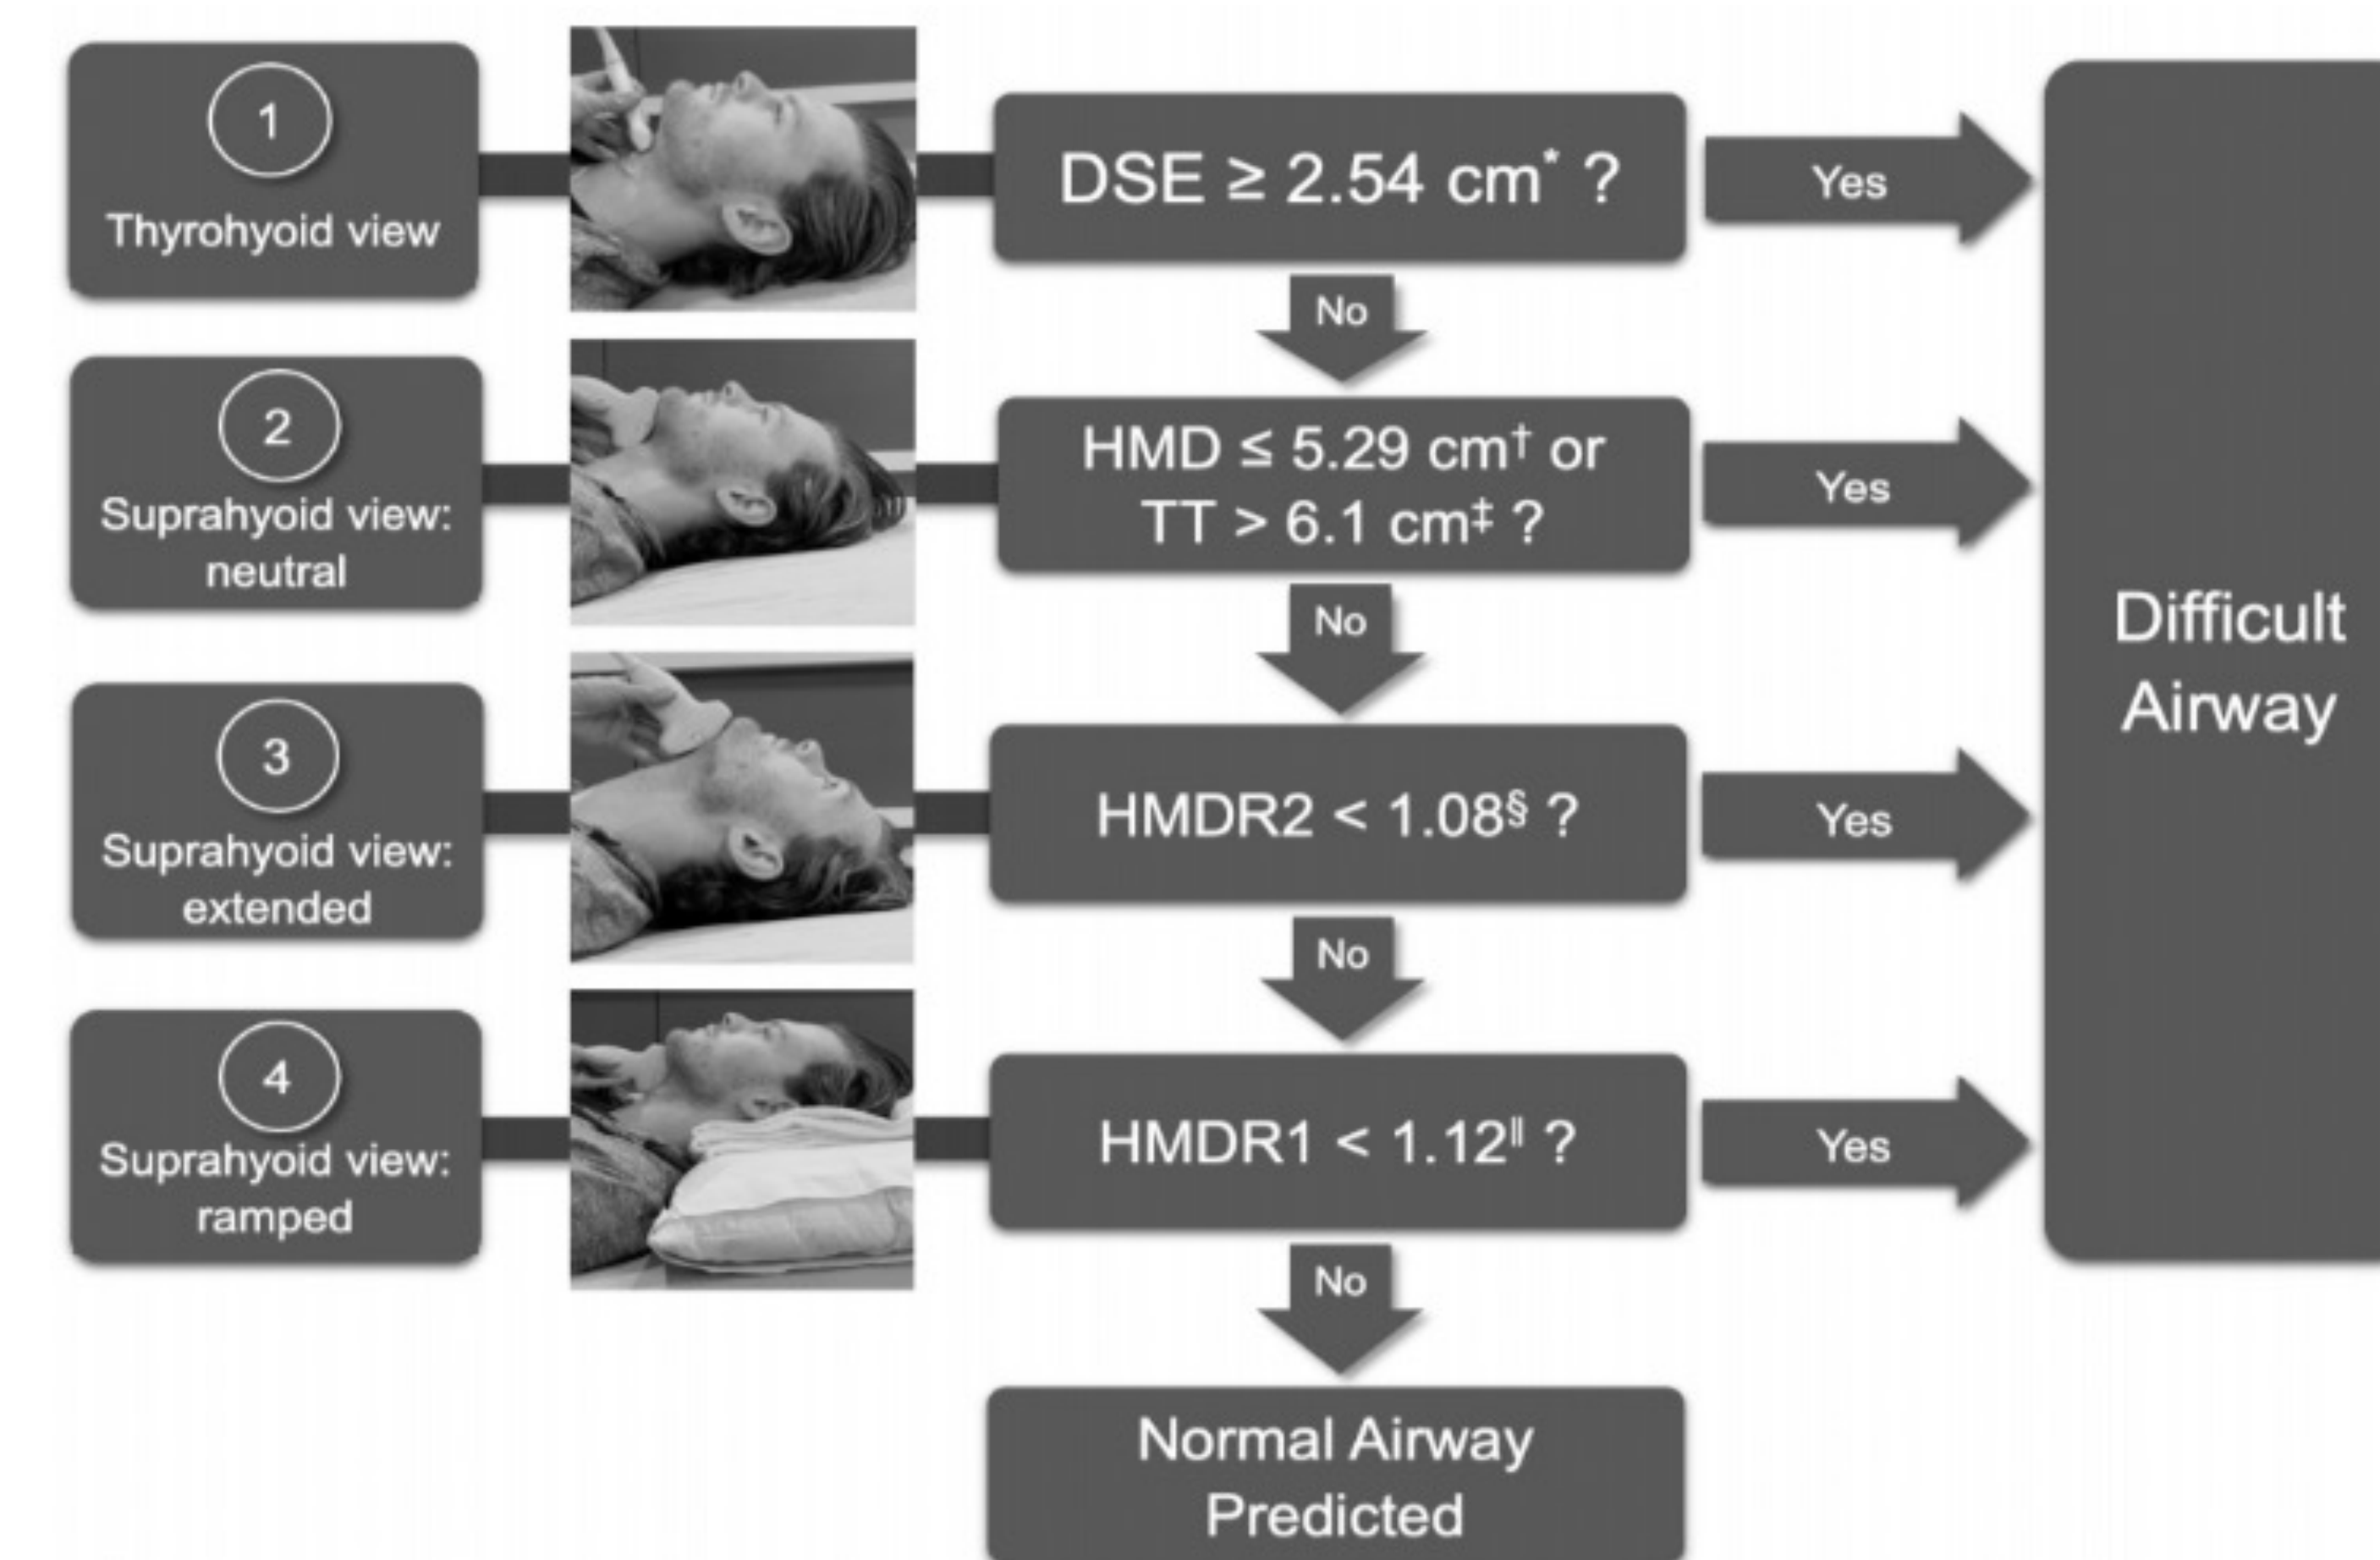 1
Thyrohyoid view
DSE ≥ 2.54 cm* ?
Yes
No
2
Suprahyoid view:
neutral
HMD ≤ 5.29 cm† or
TT > 6.1 cm‡ ?
Yes
No
3
Suprahyoid view:
extended
HMDR2 < 1.08§ ?
Yes
No
4
Suprahyoid view:
ramped
HMDR1 < 1.12‖ ?
Yes
No
Difficult
Airway
Normal Airway
Predicted